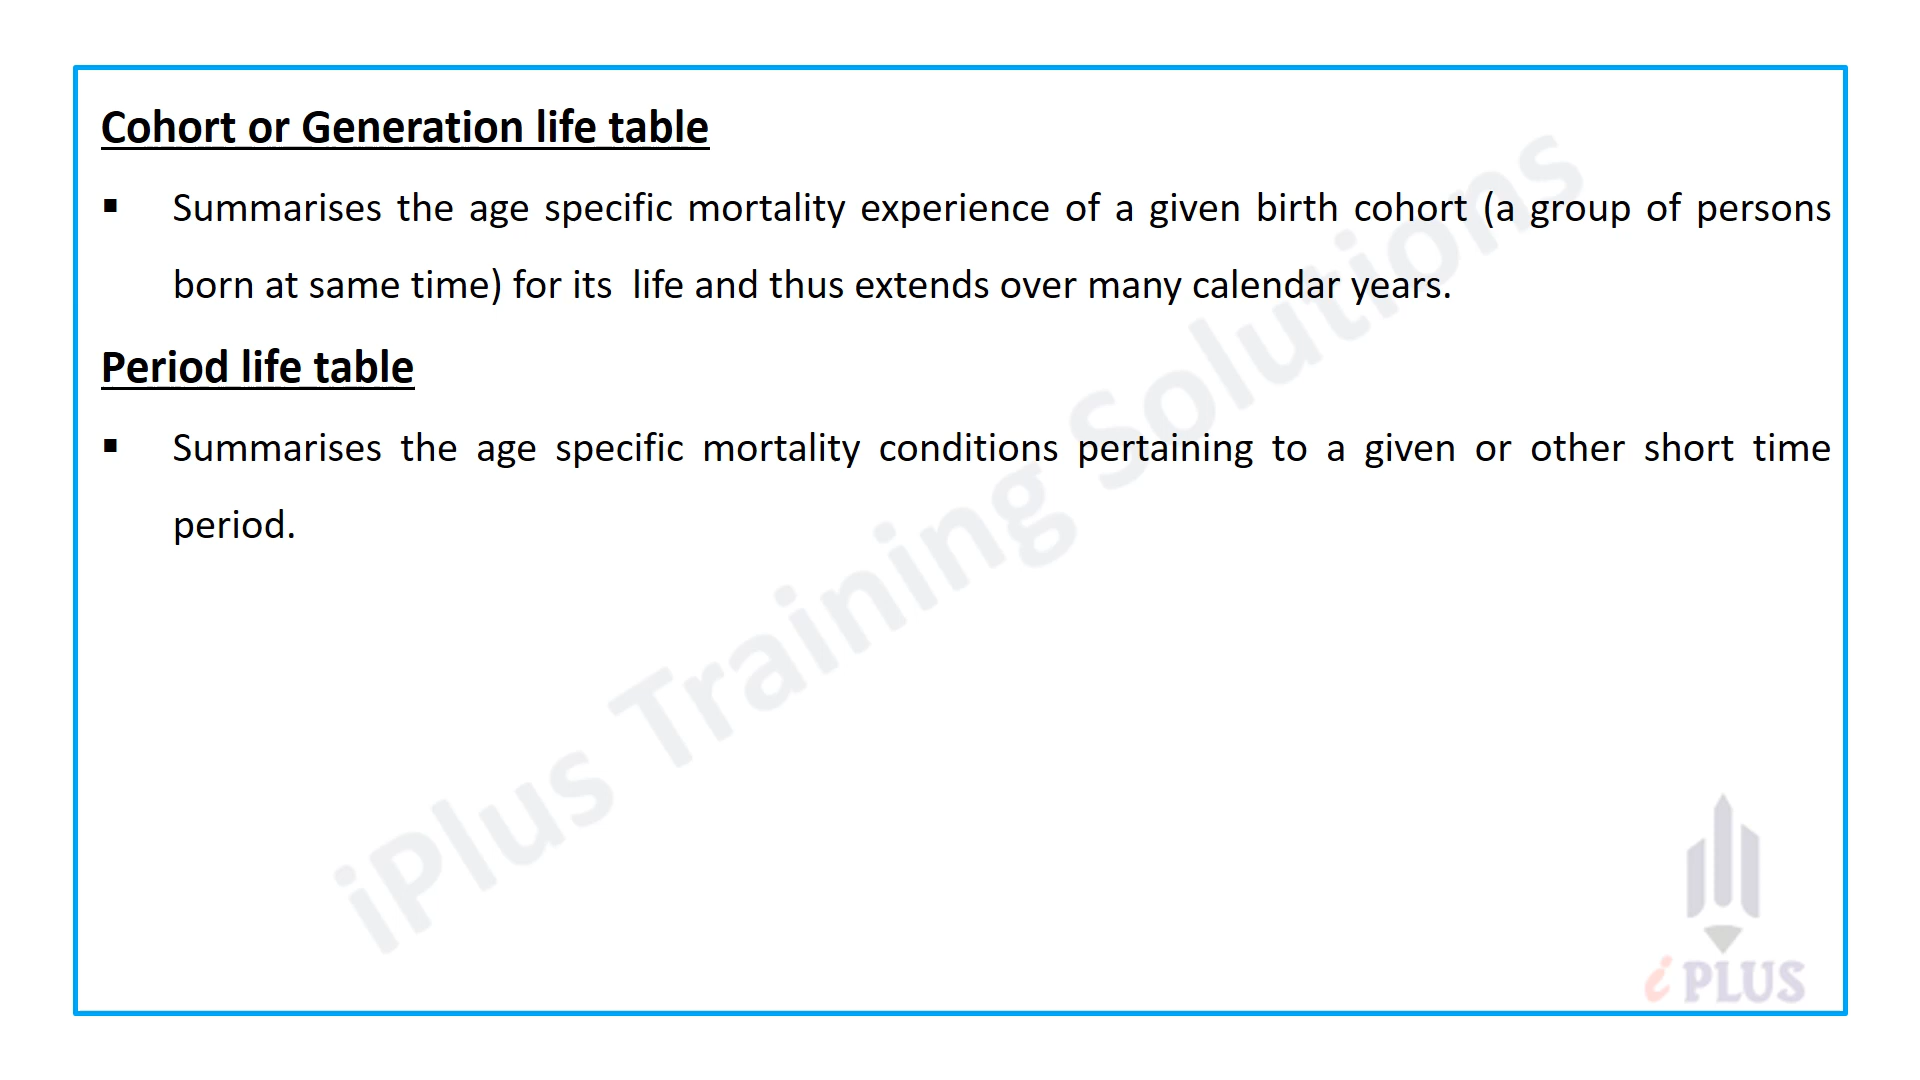 Cohort or Generation life table
▪ Summarises the age specific mortality experience of a given birth cohort (a group of persons
born at same time) for its life and thus extends over many calendar years.
Period life table
▪ Summarises the age specific mortality conditions pertaining to a given or other short time
period.
iPlus Training Solutions
i PLUS